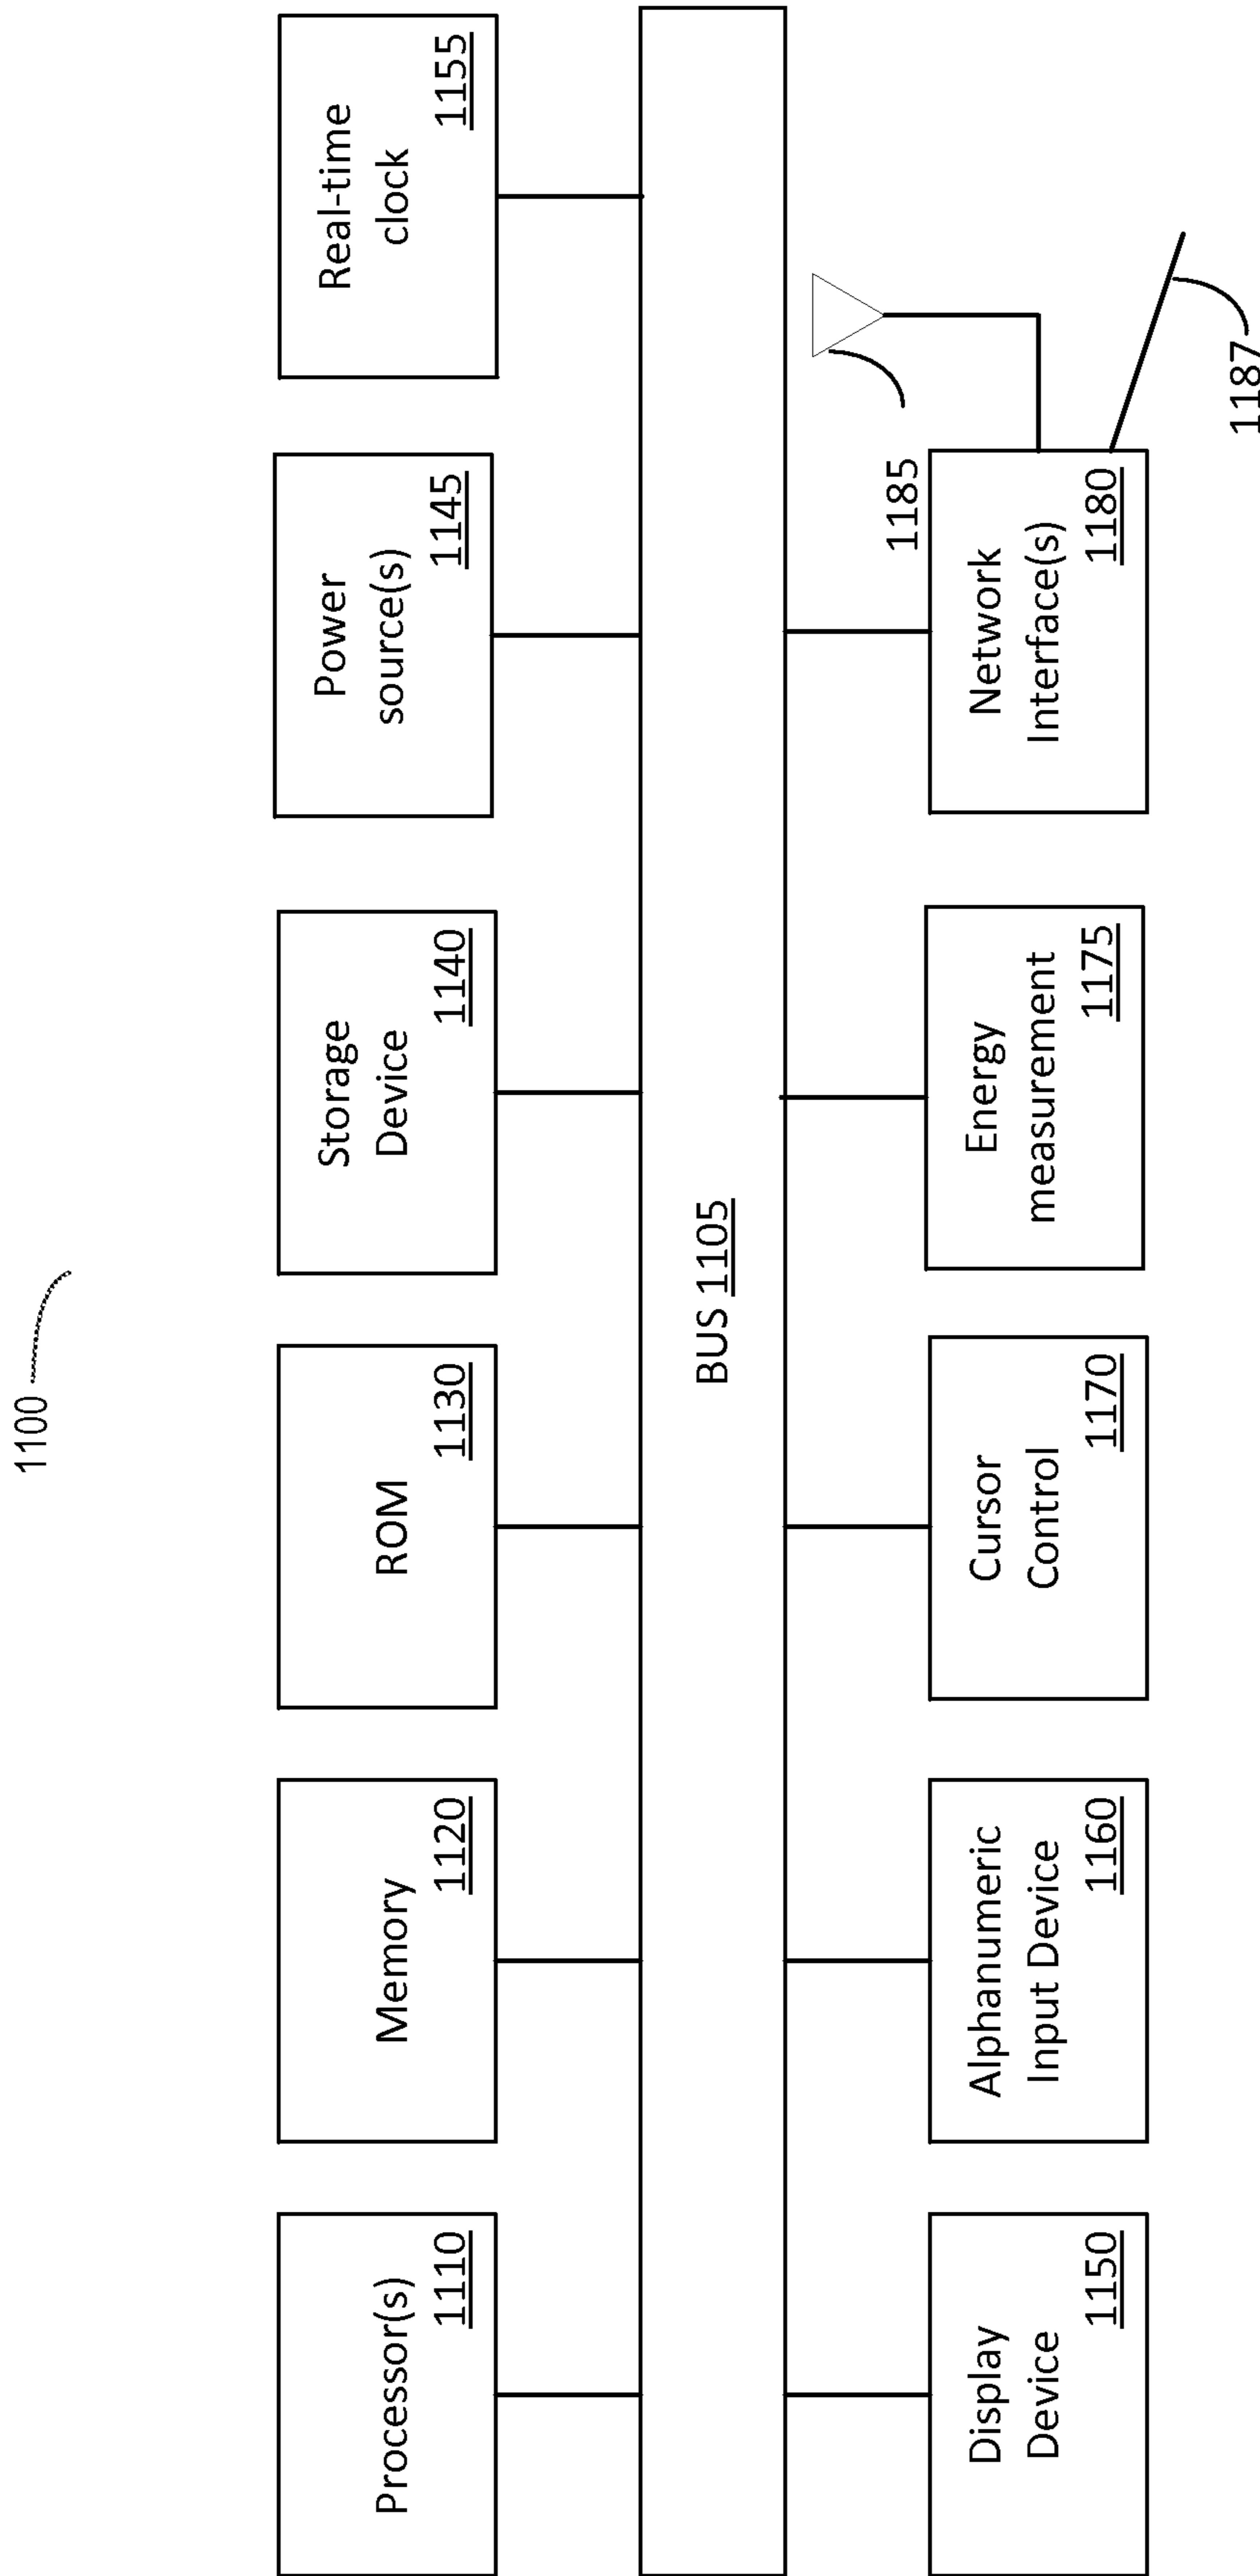 1100
Processor(s)
1110
Memory
1120
ROM
1130
Storage
Device
1140
Power
source(s)
1145
Real-time
clock
1155
BUS 1105
Display
Device
1150
Alphanumeric
Input Device
1160
Cursor
Control
1170
Energy
measurement
1175
Network
Interface(s)
1180
1185
1187